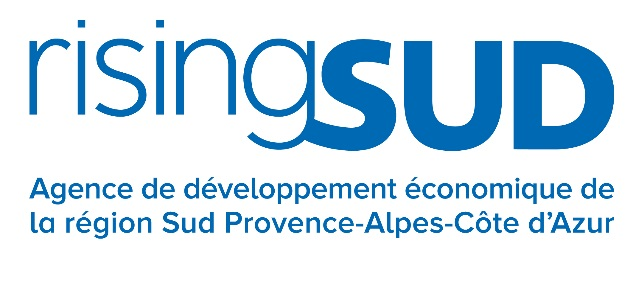 risingSUD
Agence de développement économique de
la région Sud Provence-Alpes-Côte d’Azur